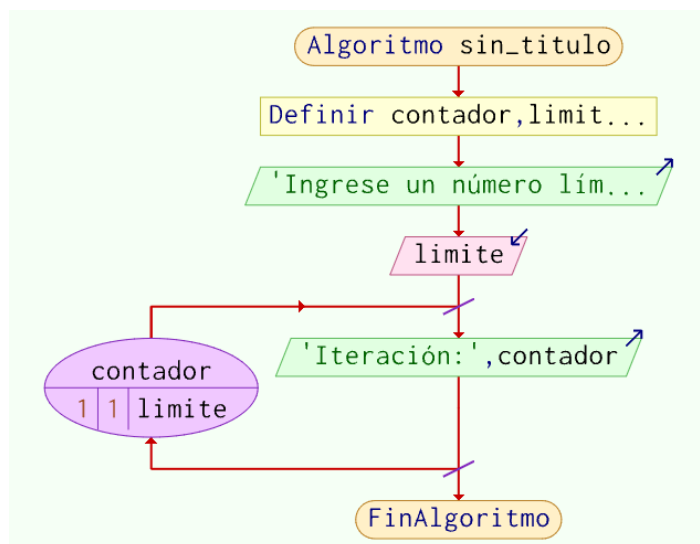 Algoritmo sin_titulo
Definir contador,limit...
'Ingrese un número lím...
limite
'Iteración:',contador
contador
1 1 limite
FinAlgoritmo